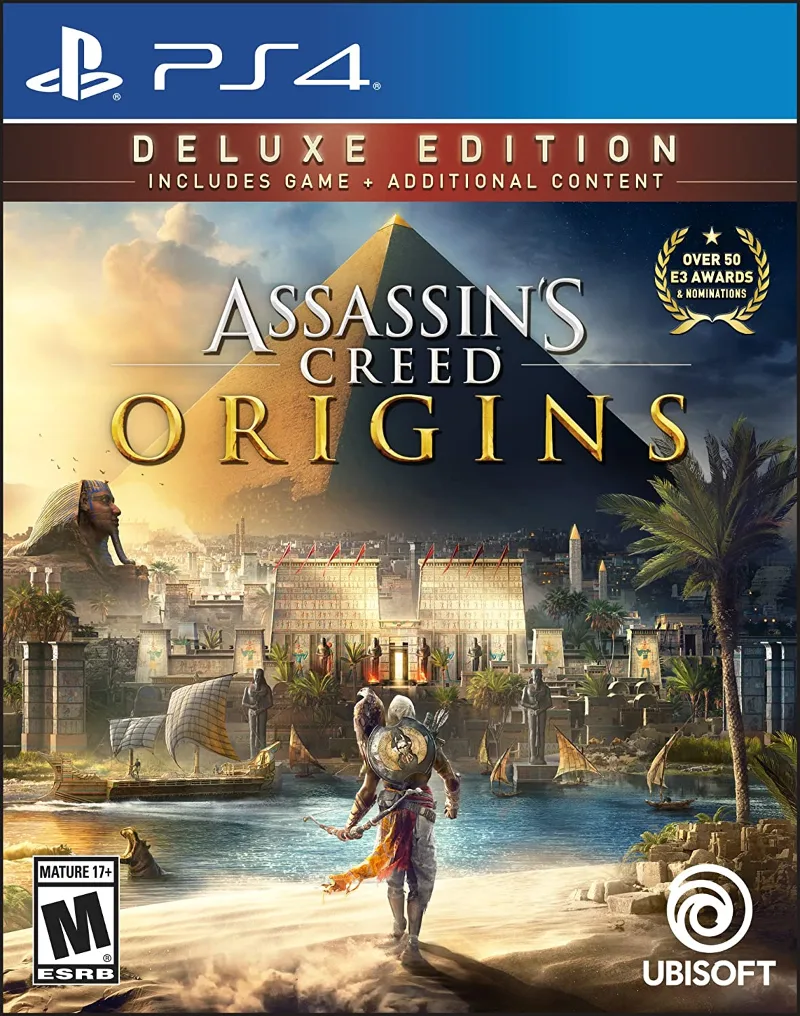 PS4
DELUXE EDITION
INCLUDES GAME + ADDITIONAL CONTENT
OVER 50
E3 AWARDS
& NOMINATIONS
ASSASSIN'S
CREED®
ORIGINS
MATURE 17+
M
ESRB
UBISOFT